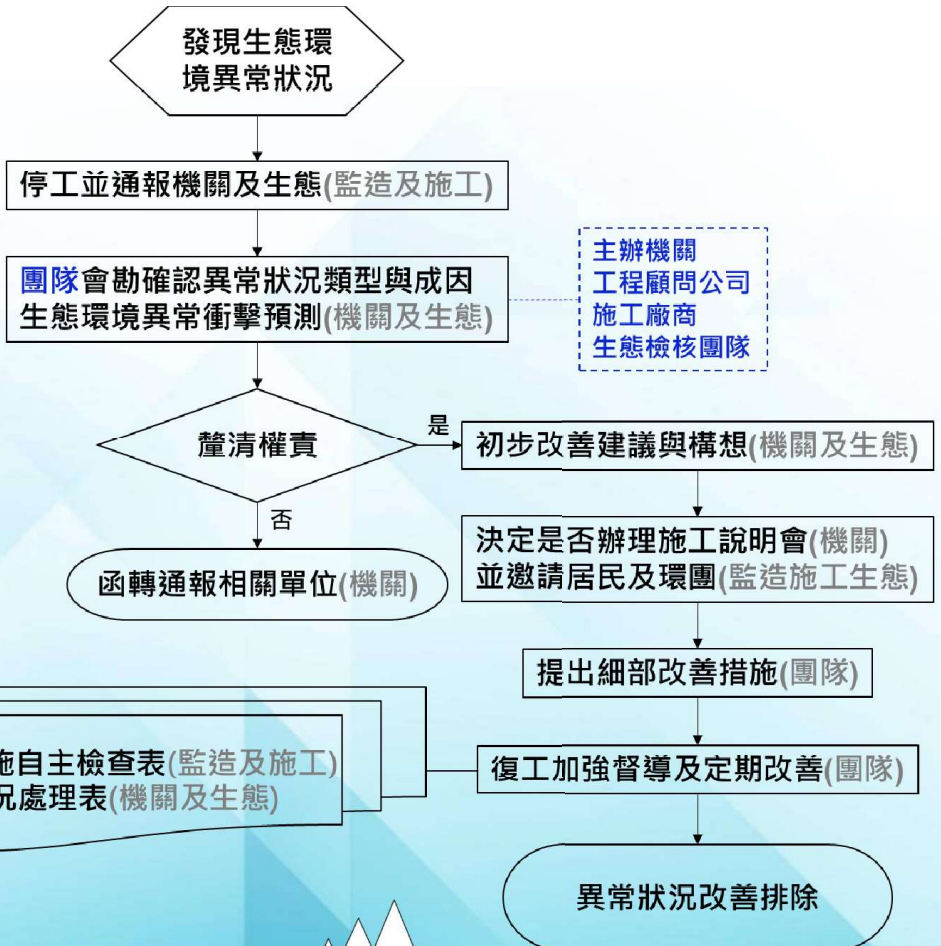 發現生態環
境異常狀況
停工並通報機關及生態(監造及施工)
團隊會勘確認異常狀況類型與成因
生態環境異常衝擊預測(機關及生態)
主辦機關
工程顧問公司
施工廠商
生態檢核團隊
釐清權責
是
初步改善建議與構想(機關及生態)
否
函轉通報相關單位(機關)
決定是否辦理施工說明會(機關)
並邀請居民及環團(監造施工生態)
提出細部改善措施(團隊)
施自主檢查表(監造及施工)
況處理表(機關及生態)
復工加強督導及定期改善(團隊)
異常狀況改善排除